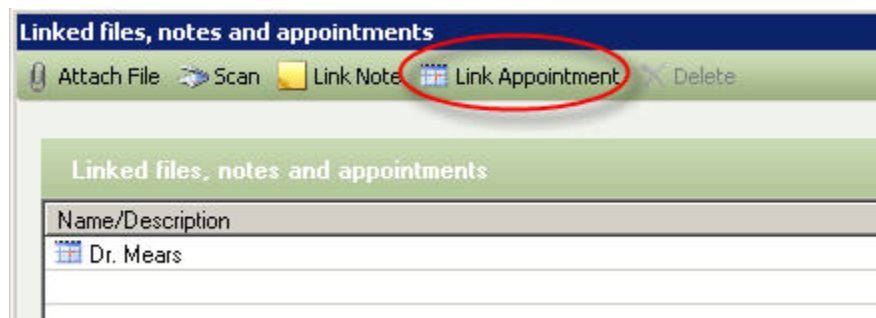 Linked files, notes and appointments
Attach File Scan Link Note Link Appointment Delete
Linked files, notes and appointments
Name/Description
Dr. Mears